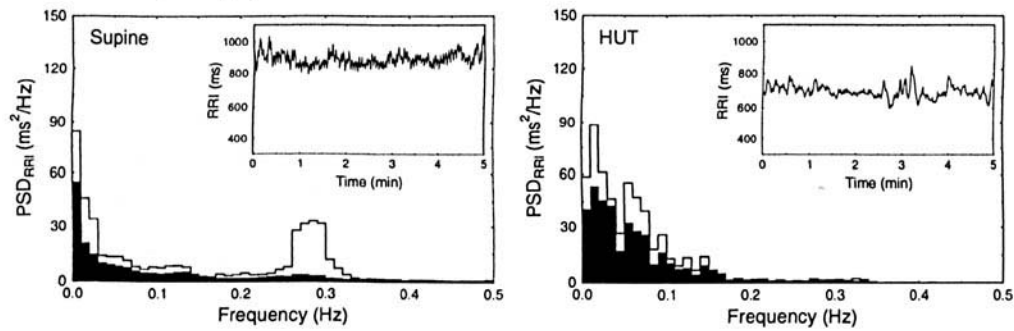 Supine
150
120
90
60
30
0
PSD_RRI (ms²/Hz)
0.0 0.1 0.2 0.3 0.4 0.5
Frequency (Hz)
1000
800
600
400
RRI (ms)
0 1 2 3 4 5
Time (min)
HUT
150
120
90
60
30
0
PSD_RRI (ms²/Hz)
0.0 0.1 0.2 0.3 0.4 0.5
Frequency (Hz)
1000
800
600
400
RRI (ms)
0 1 2 3 4 5
Time (min)